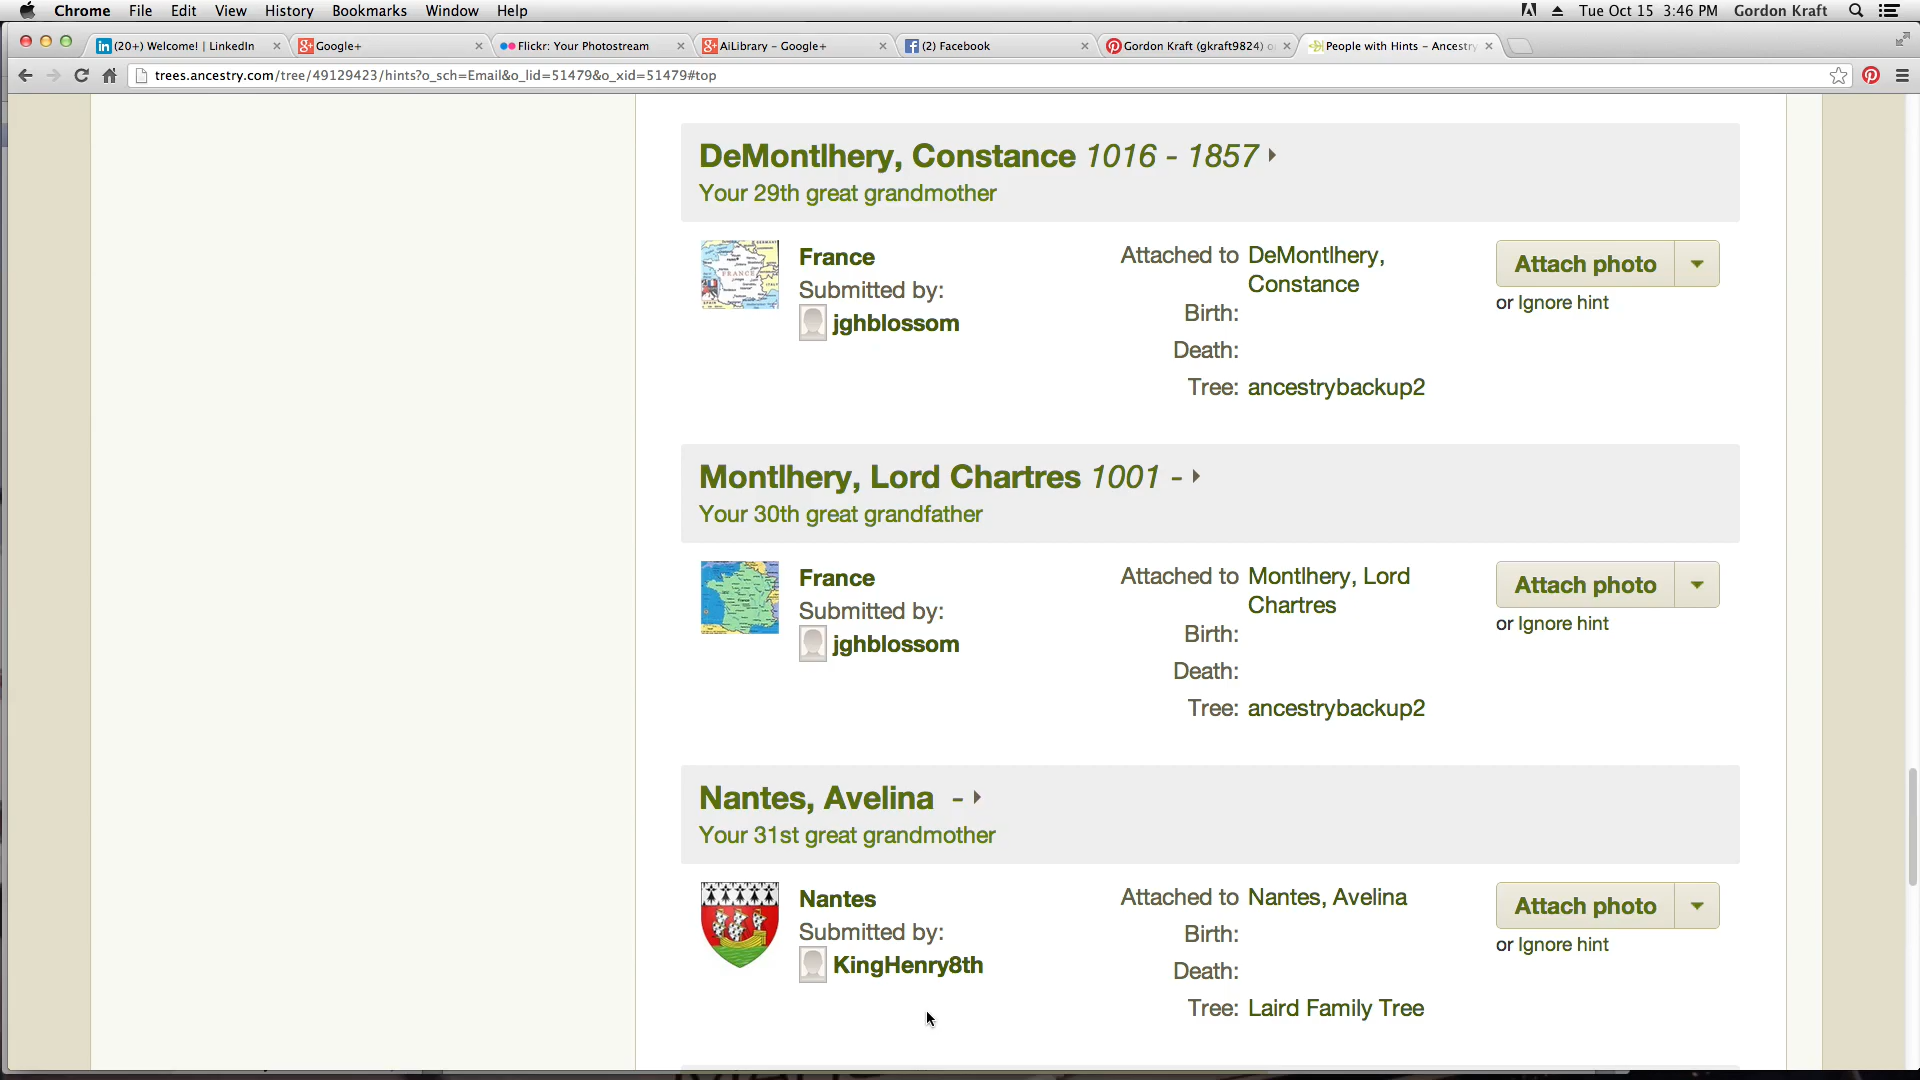 Chrome File Edit View History Bookmarks Window Help Tue Oct 15 3:46 PM Gordon Kraft
(20+) Welcome! | LinkedIn Google+ Flickr: Your Photostream AiLibrary - Google+ (2) Facebook Gordon Kraft (gkraft9824) o People with Hints - Ancestry
trees.ancestry.com/tree/49129423/hints?o_sch=Email&o_lid=51479&o_xid=51479#top
DeMontlhery, Constance 1016 - 1857
Your 29th great grandmother
France
Submitted by:
jghblossom
Attached to DeMontlhery,
Constance
Birth:
Death:
Tree: ancestrybackup2
Attach photo
or Ignore hint
Montlhery, Lord Chartres 1001 -
Your 30th great grandfather
France
Submitted by:
jghblossom
Attached to Montlhery, Lord
Chartres
Birth:
Death:
Tree: ancestrybackup2
Attach photo
or Ignore hint
Nantes, Avelina -
Your 31st great grandmother
Nantes
Submitted by:
KingHenry8th
Attached to Nantes, Avelina
Birth:
Death:
Tree: Laird Family Tree
Attach photo
or Ignore hint